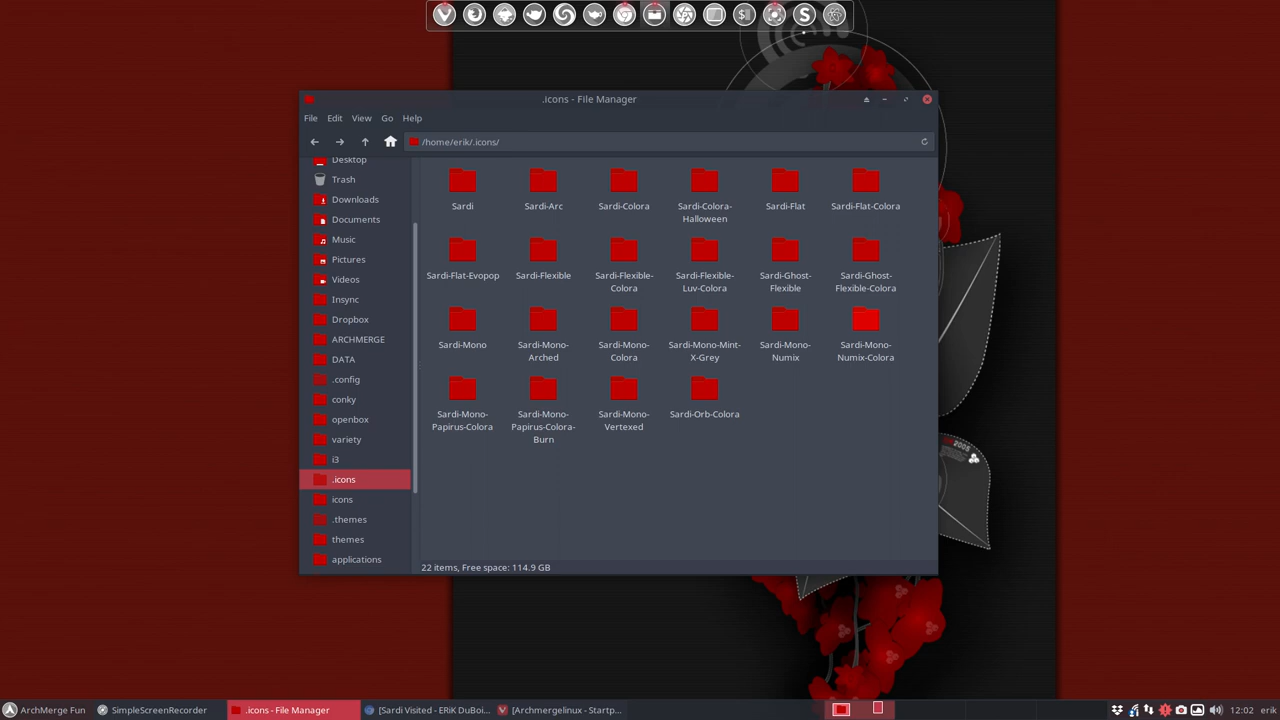 .icons - File Manager
File Edit View Go Help
/home/erik/.icons/
Desktop
Trash
Downloads
Documents
Music
Pictures
Videos
Insync
Dropbox
ARCHMERGE
DATA
.config
conky
openbox
variety
i3
.icons
icons
.themes
themes
applications
Sardi
Sardi-Arc
Sardi-Colora
Sardi-Colora-
Halloween
Sardi-Flat
Sardi-Flat-Colora
Sardi-Flat-Evopop
Sardi-Flexible
Sardi-Flexible-
Colora
Sardi-Flexible-
Luv-Colora
Sardi-Ghost-
Flexible
Sardi-Ghost-
Flexible-Colora
Sardi-Mono
Sardi-Mono-
Arched
Sardi-Mono-
Colora
Sardi-Mono-Mint-
X-Grey
Sardi-Mono-
Numix
Sardi-Mono-
Numix-Colora
Sardi-Mono-
Papirus-Colora
Sardi-Mono-
Papirus-Colora-
Burn
Sardi-Mono-
Vertexed
Sardi-Orb-Colora
22 items, Free space: 114.9 GB
2005
ArchMerge Fun
SimpleScreenRecorder
.icons - File Manager
[Sardi Visited - ERiK DuBoi...
[Archmergelinux - Startp...
12:02 erik